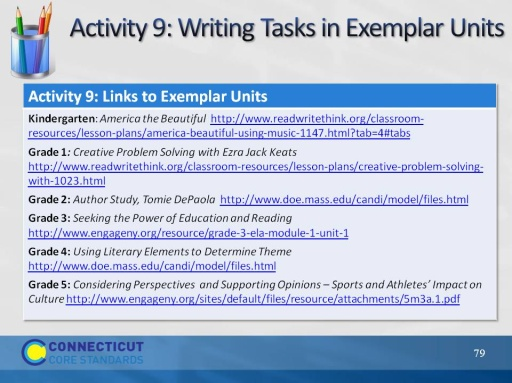 Activity 9: Writing Tasks in Exemplar Units
Activity 9: Links to Exemplar Units
Kindergarten: America the Beautiful http://www.readwritethink.org/classroom-
resources/lesson-plans/america-beautiful-using-music-1147.html?tab=4#tabs
Grade 1: Creative Problem Solving with Ezra Jack Keats
http://www.readwritethink.org/classroom-resources/lesson-plans/creative-problem-solving-
with-1023.html
Grade 2: Author Study, Tomie DePaola http://www.doe.mass.edu/candi/model/files.html
Grade 3: Seeking the Power of Education and Reading
http://www.engageny.org/resource/grade-3-ela-module-1-unit-1
Grade 4: Using Literary Elements to Determine Theme
http://www.doe.mass.edu/candi/model/files.html
Grade 5: Considering Perspectives and Supporting Opinions – Sports and Athletes’ Impact on
Culture http://www.engageny.org/sites/default/files/resource/attachments/5m3a.1.pdf
CONNECTICUT
CORE STANDARDS
79